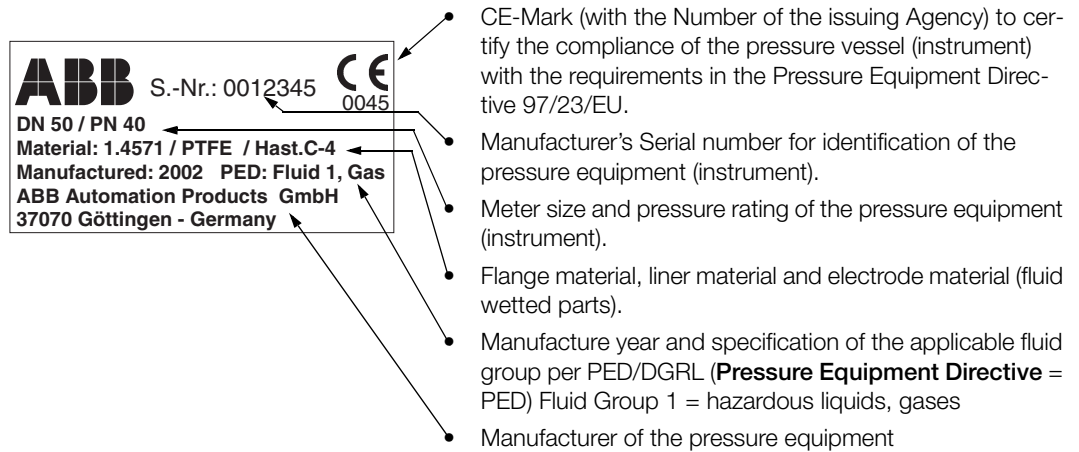 ABB S.-Nr.: 0012345 CE
0045
DN 50 / PN 40
Material: 1.4571 / PTFE / Hast.C-4
Manufactured: 2002 PED: Fluid 1, Gas
ABB Automation Products GmbH
37070 Göttingen - Germany
• CE-Mark (with the Number of the issuing Agency) to cer-
tify the compliance of the pressure vessel (instrument)
with the requirements in the Pressure Equipment Direc-
tive 97/23/EU.
• Manufacturer’s Serial number for identification of the
pressure equipment (instrument).
• Meter size and pressure rating of the pressure equipment
(instrument).
• Flange material, liner material and electrode material (fluid
wetted parts).
• Manufacture year and specification of the applicable fluid
group per PED/DGRL (Pressure Equipment Directive =
PED) Fluid Group 1 = hazardous liquids, gases
• Manufacturer of the pressure equipment